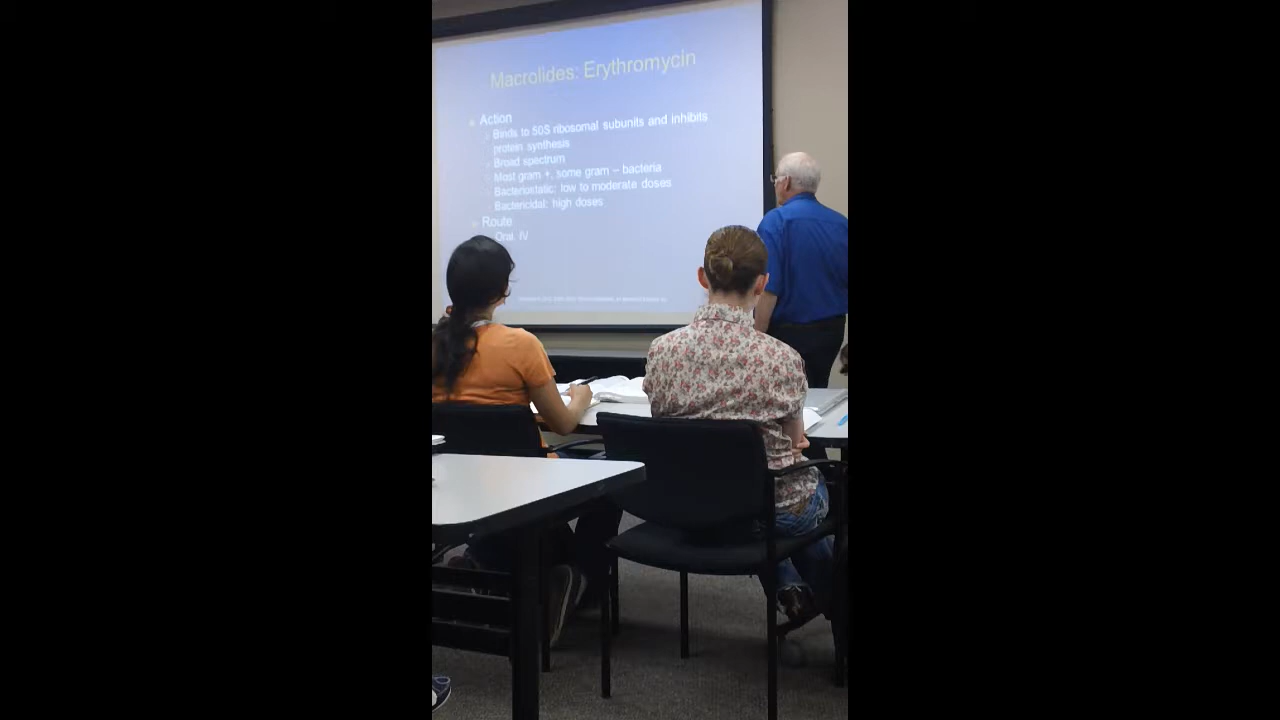 Macrolides: Erythromycin
Action
Binds to 50S ribosomal subunits and inhibits
protein synthesis
Broad spectrum
Most gram +, some gram – bacteria
Bacteriostatic: low to moderate doses
Bactericidal: high doses
Route
Oral, IV